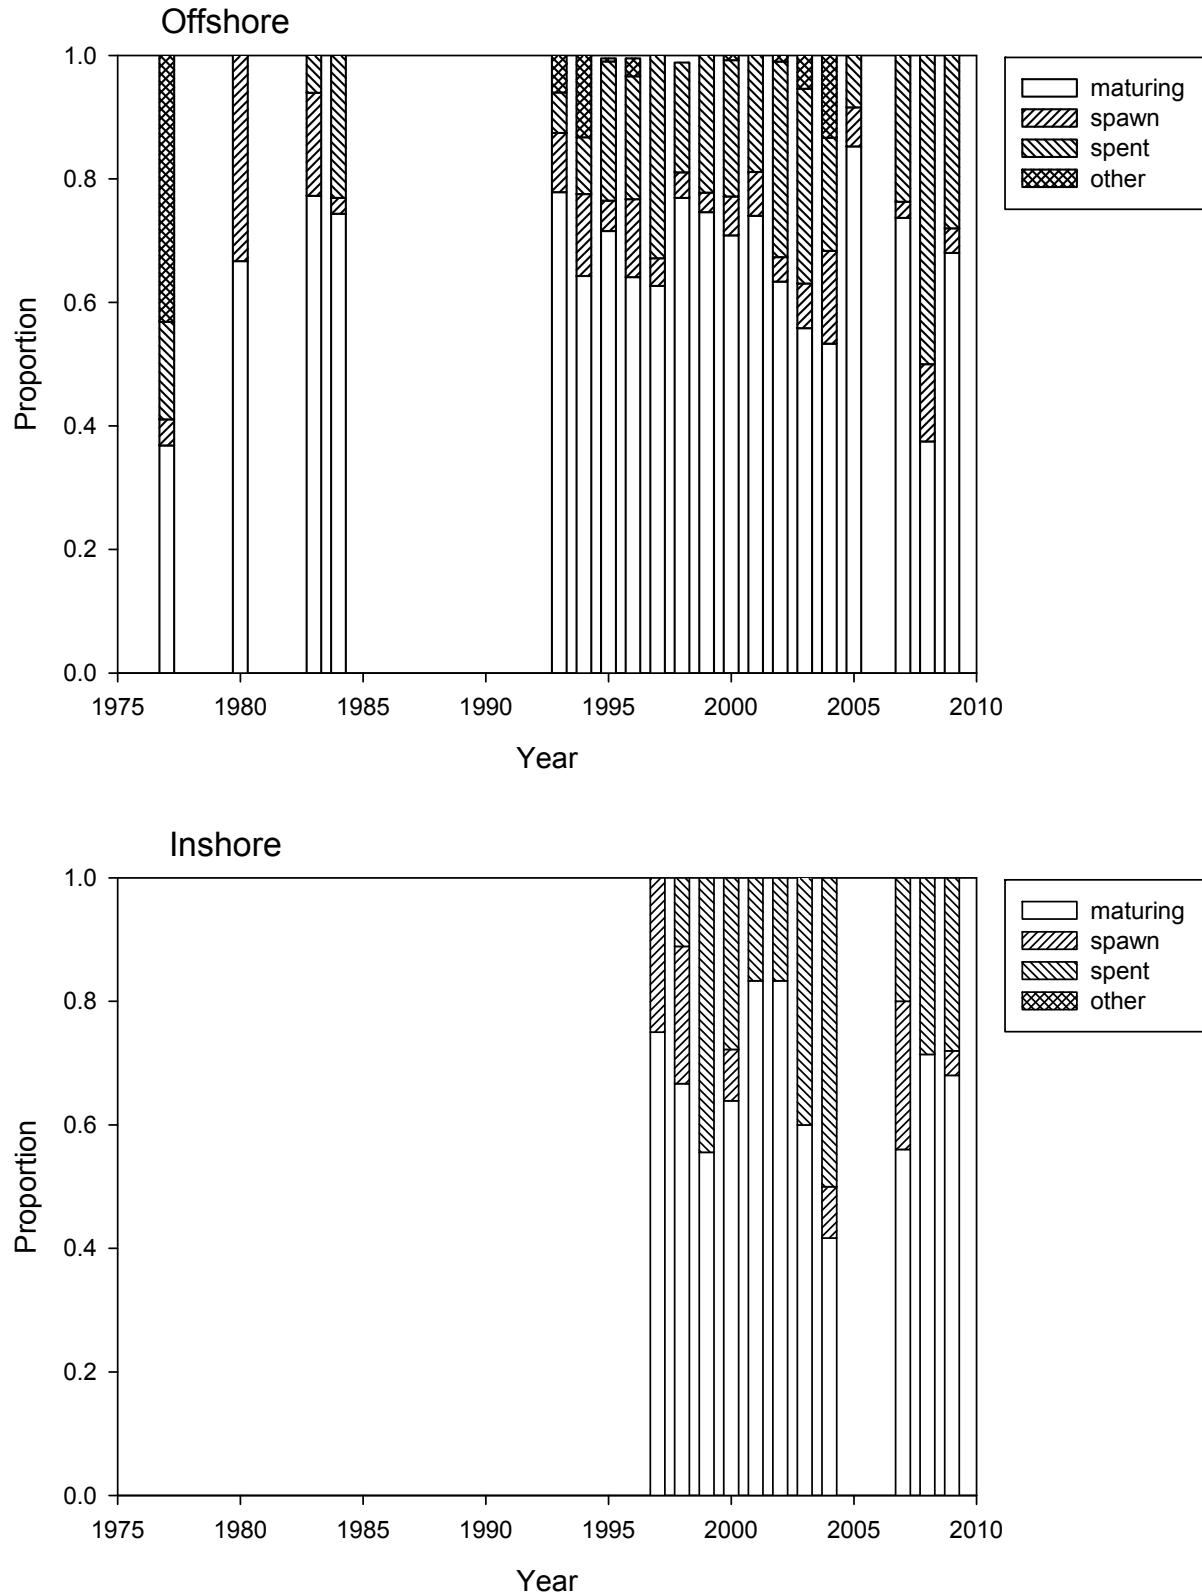 Offshore
1.0
0.8
0.6
0.4
0.2
0.0
Proportion
1975 1980 1985 1990 1995 2000 2005 2010
Year
maturing
spawn
spent
other
Inshore
1.0
0.8
0.6
0.4
0.2
0.0
Proportion
1975 1980 1985 1990 1995 2000 2005 2010
Year
maturing
spawn
spent
other